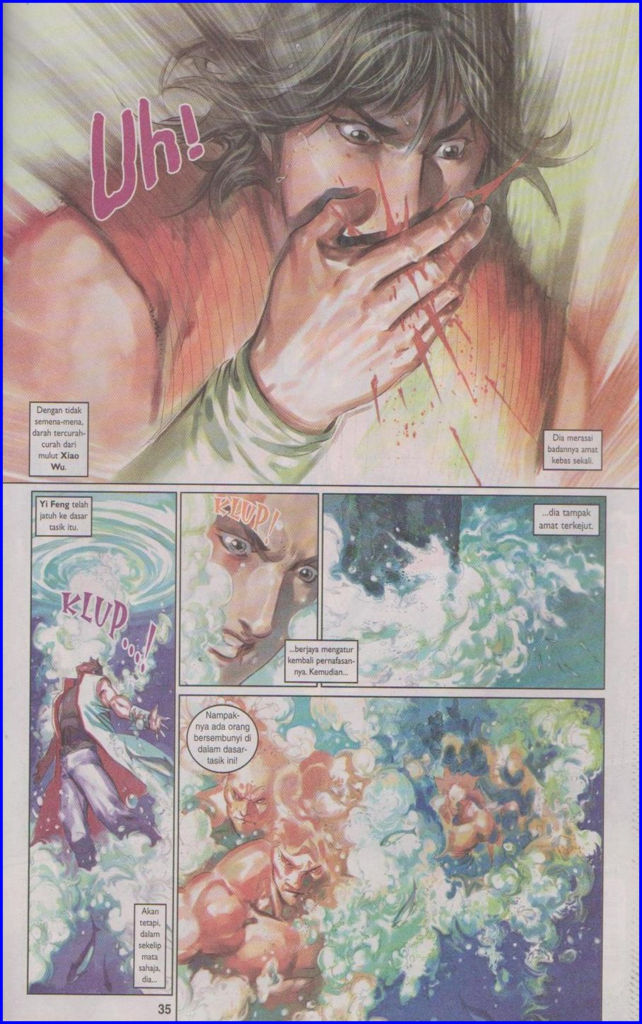 Uh!
Dengan tidak
semena-mena,
darah tercurah-
curah dari
mulut Xiao
Wu.
Dia merasai
badannya amat
kebas sekali.
Yi Feng telah
jatuh ke dasar
tasik itu.
KLUP...!
Akan
tetapi,
dalam
sekelip
mata
sahaja,
dia...
KLUP!
...berjaya mengatur
kembali pernafasan-
nya. Kemudian...
...dia tampak
amat terkejut.
Nampak-
nya ada orang
bersembunyi di
dalam dasar-
tasik ini!
35